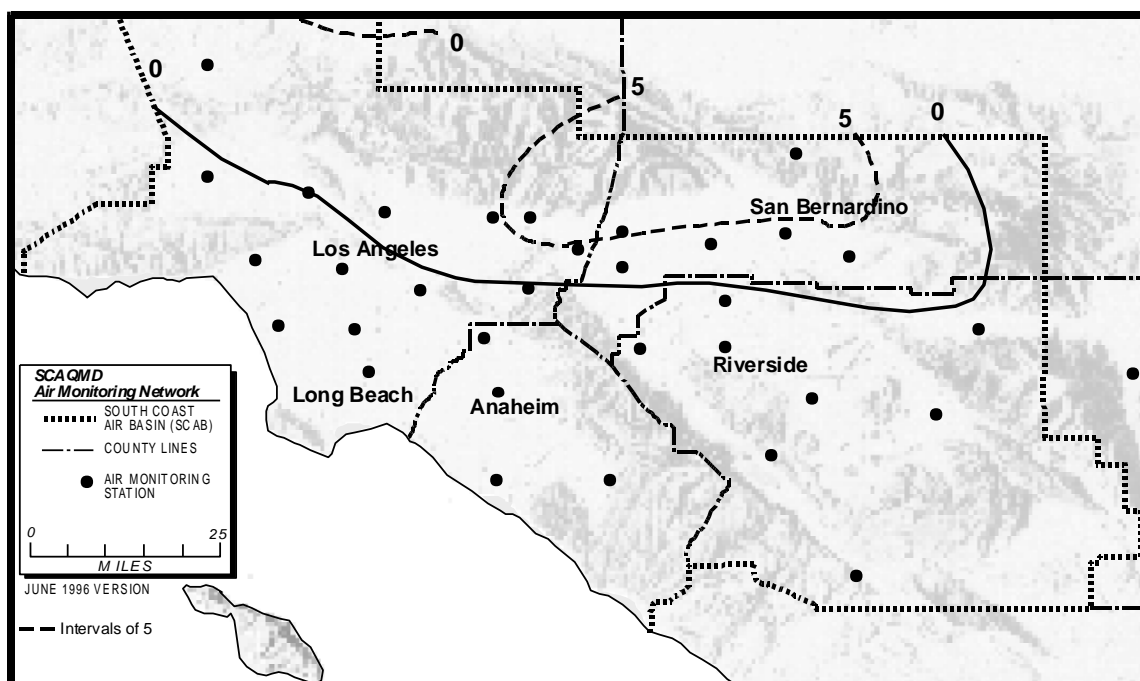 0
0
5
5
0
San Bernardino
Los Angeles
Riverside
Long Beach
Anaheim
SCAQMD
Air Monitoring Network
SOUTH COAST
AIR BASIN (SCAB)
COUNTY LINES
AIR MONITORING
STATION
0 25
MILES
JUNE 1996 VERSION
Intervals of 5